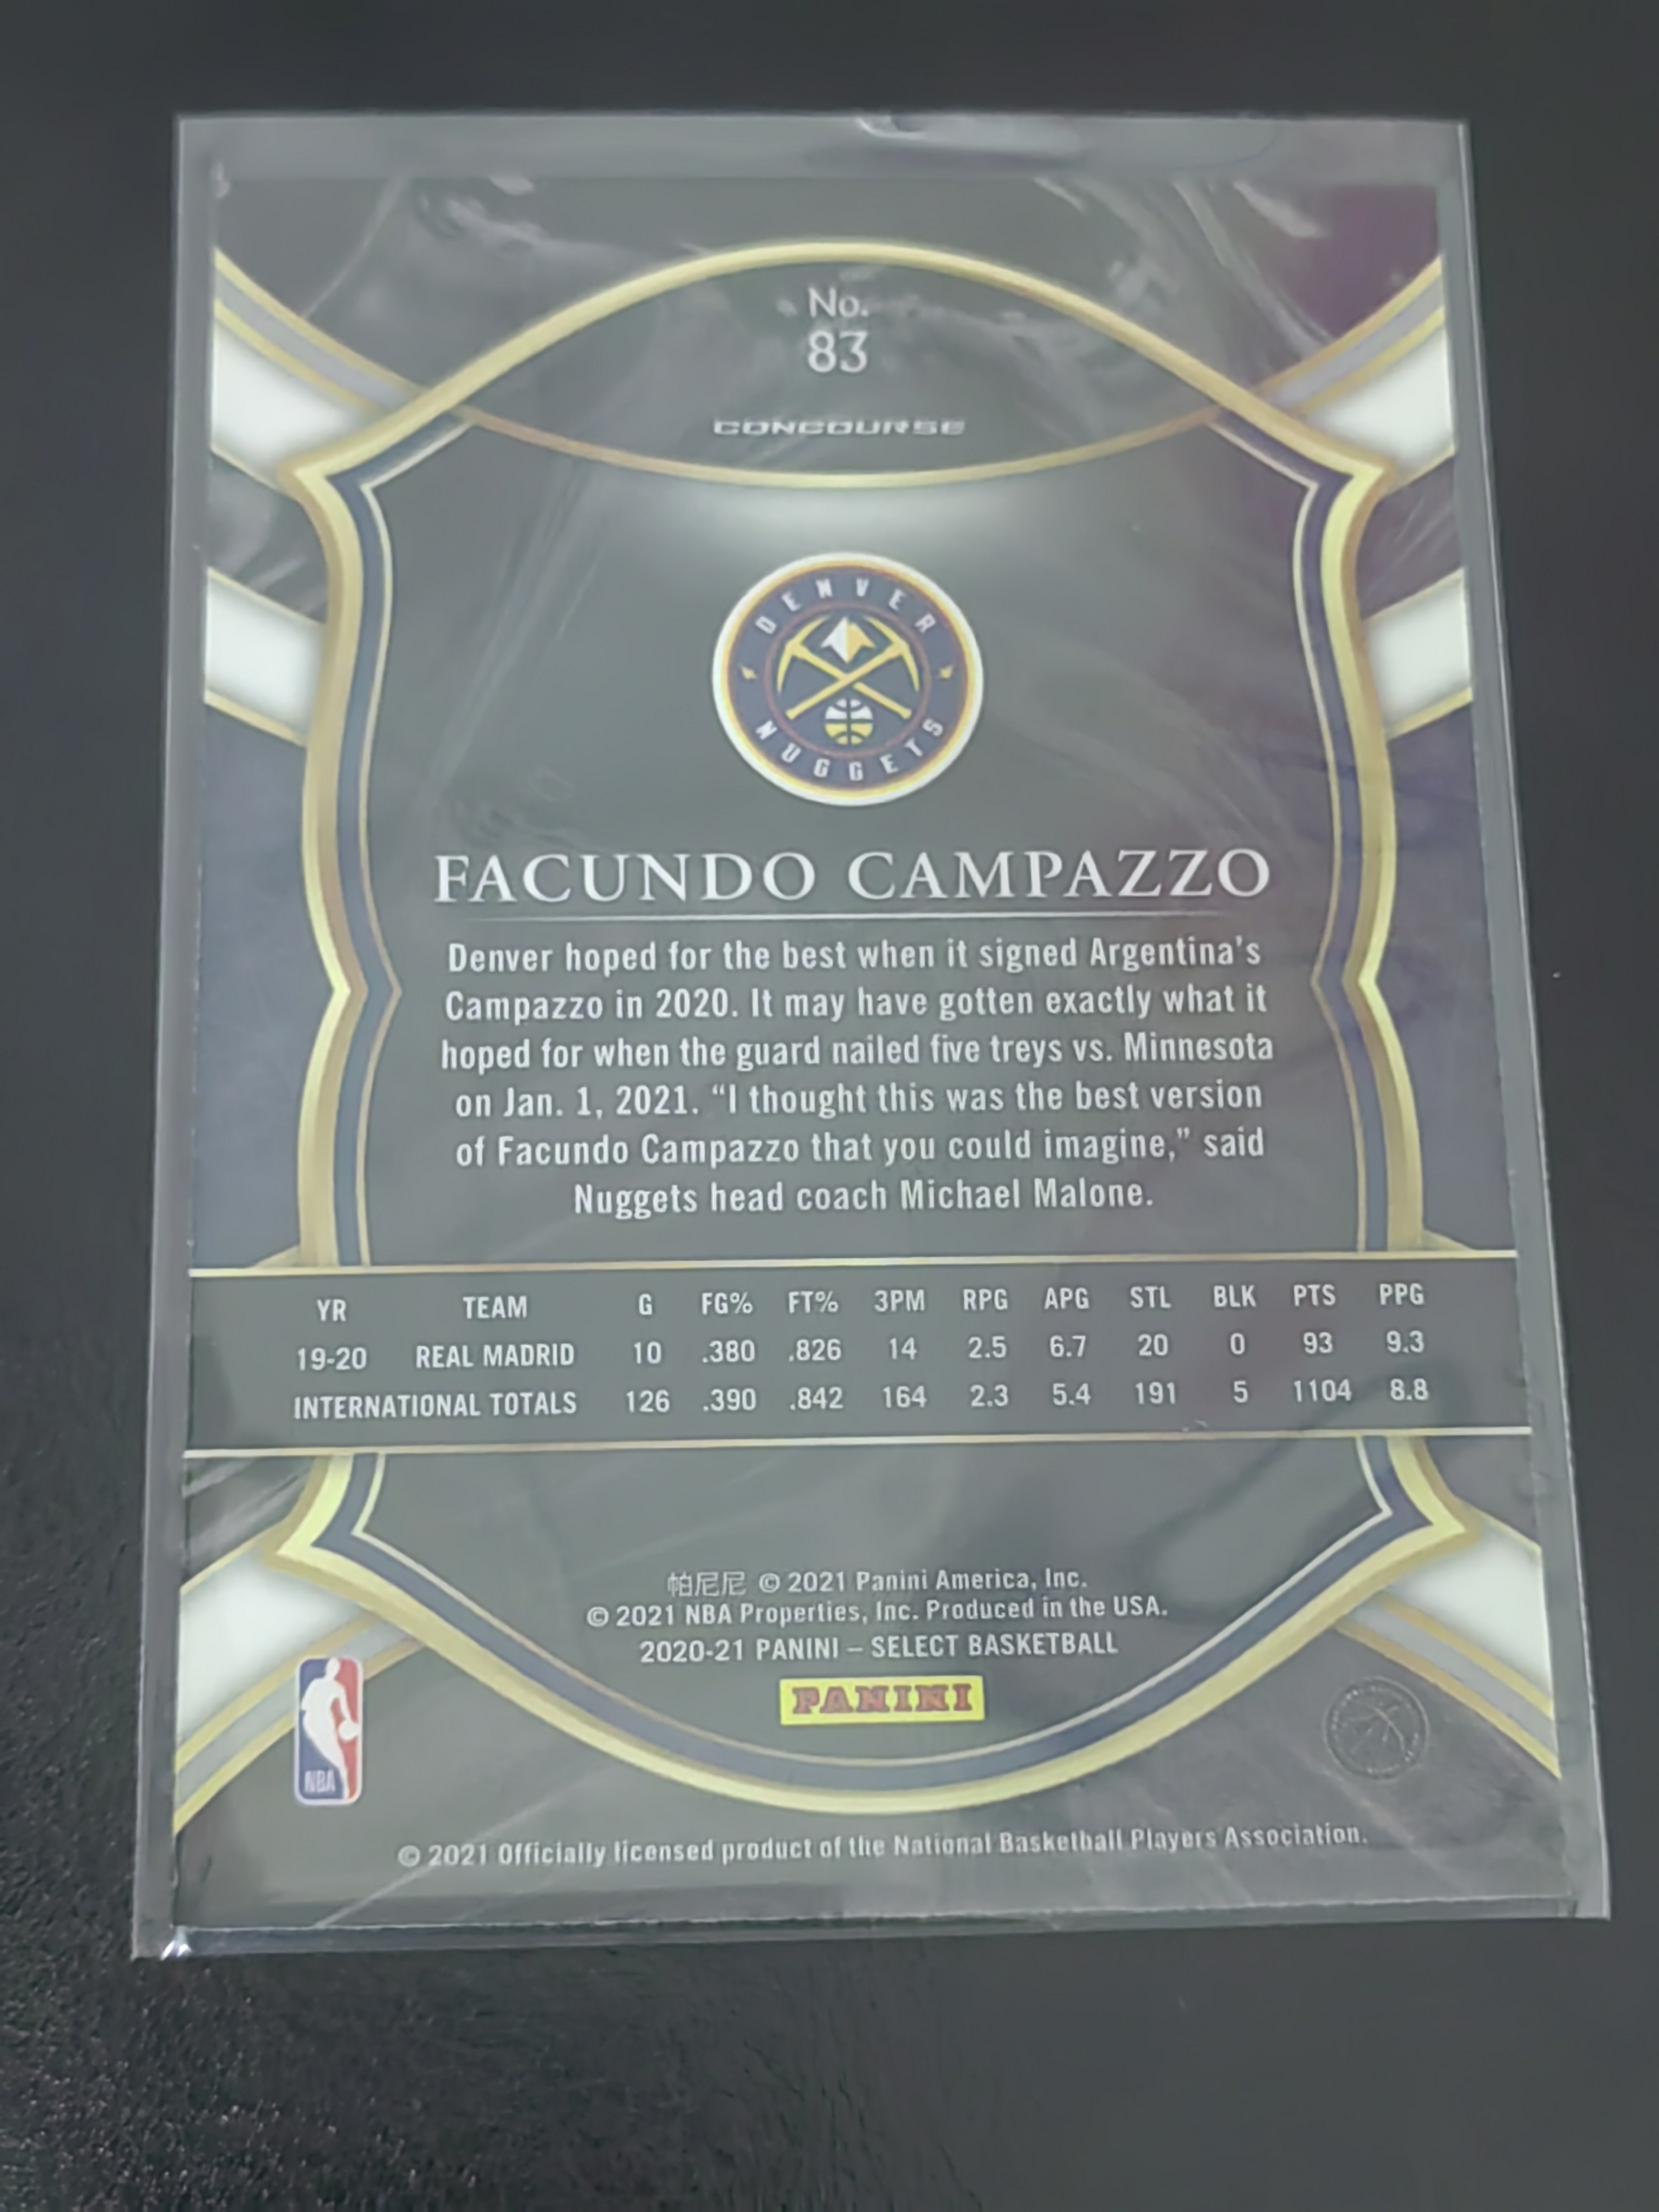 No.
83
CONCOURSE
DENVER
NUGGETS
FACUNDO CAMPAZZO
Denver hoped for the best when it signed Argentina's
Campazzo in 2020. It may have gotten exactly what it
hoped for when the guard nailed five treys vs. Minnesota
on Jan. 1, 2021. “I thought this was the best version
of Facundo Campazzo that you could imagine,” said
Nuggets head coach Michael Malone.
YR TEAM G FG% FT% 3PM RPG APG STL BLK PTS PPG
19-20 REAL MADRID 10 .380 .826 14 2.5 6.7 20 0 93 9.3
INTERNATIONAL TOTALS 126 .390 .842 164 2.3 5.4 191 5 1104 8.8
帕尼尼 © 2021 Panini America, Inc.
© 2021 NBA Properties, Inc. Produced in the USA.
2020-21 PANINI – SELECT BASKETBALL
PANINI
NBA
© 2021 Officially licensed product of the National Basketball Players Association.